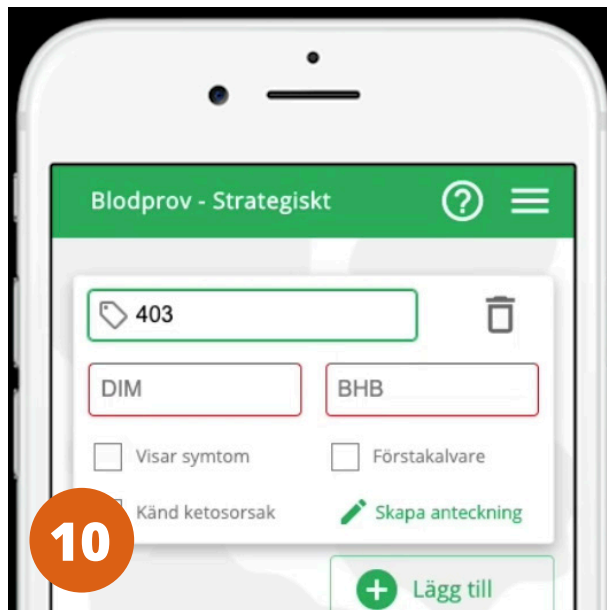 Blodprov - Strategiskt
403
DIM BHB
Visar symtom Förstakalvare
Känd ketosorsak Skapa anteckning
10
Lägg till